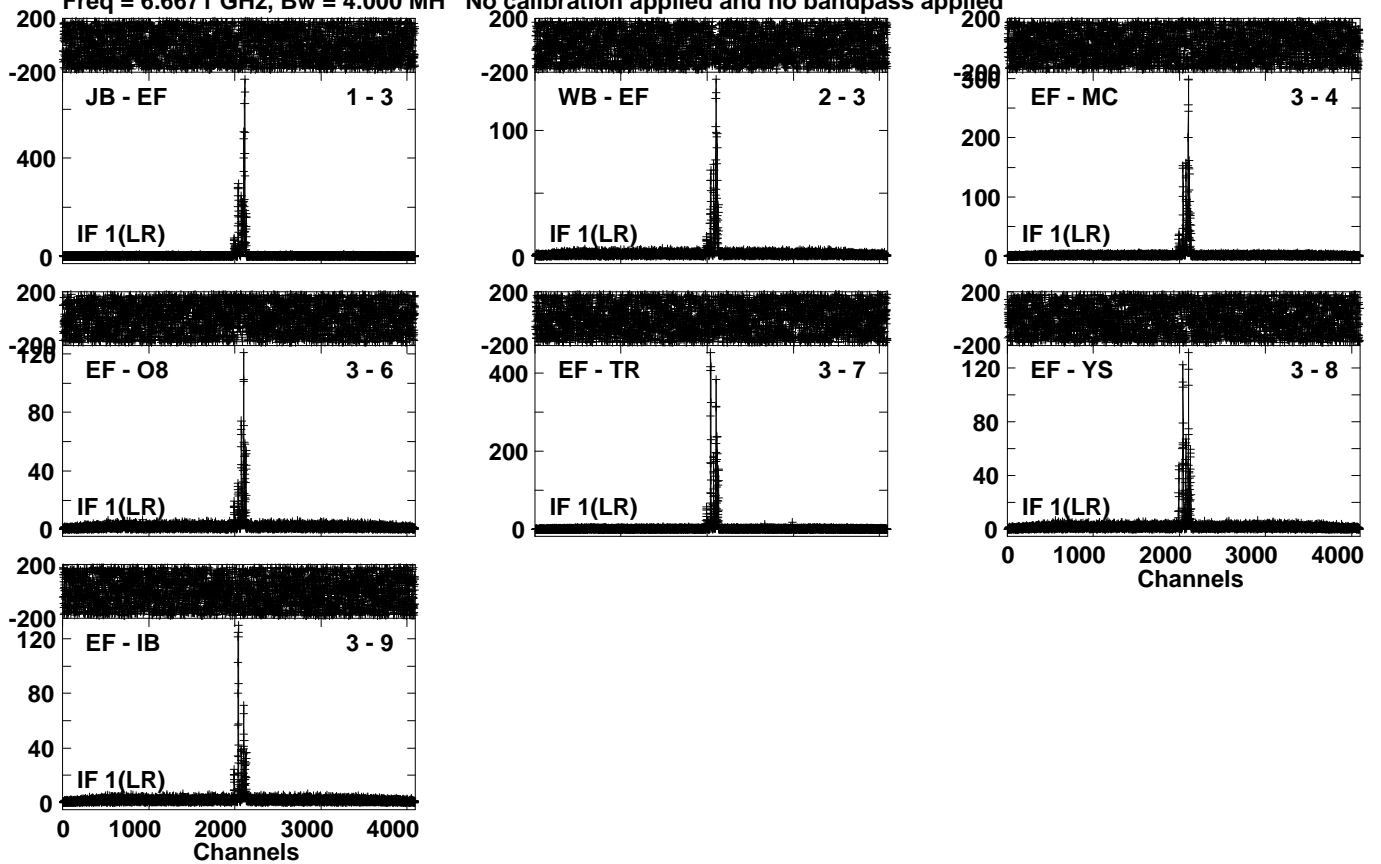 Freq = 6.6671 GHz, Bw = 4.000 MH No calibration applied and no bandpass applied
200
-200
JB - EF 1 - 3
400
IF 1(LR)
0
200
-200
WB - EF 2 - 3
100
IF 1(LR)
0
200
-200
300
EF - MC 3 - 4
200
100
IF 1(LR)
0
200
-200
120
EF - O8 3 - 6
80
40
IF 1(LR)
0
200
-200
400
EF - TR 3 - 7
200
IF 1(LR)
0
200
-200
120
EF - YS 3 - 8
80
40
IF 1(LR)
0
0 1000 2000 3000 4000
Channels
200
-200
120
EF - IB 3 - 9
80
40
IF 1(LR)
0
0 1000 2000 3000 4000
Channels